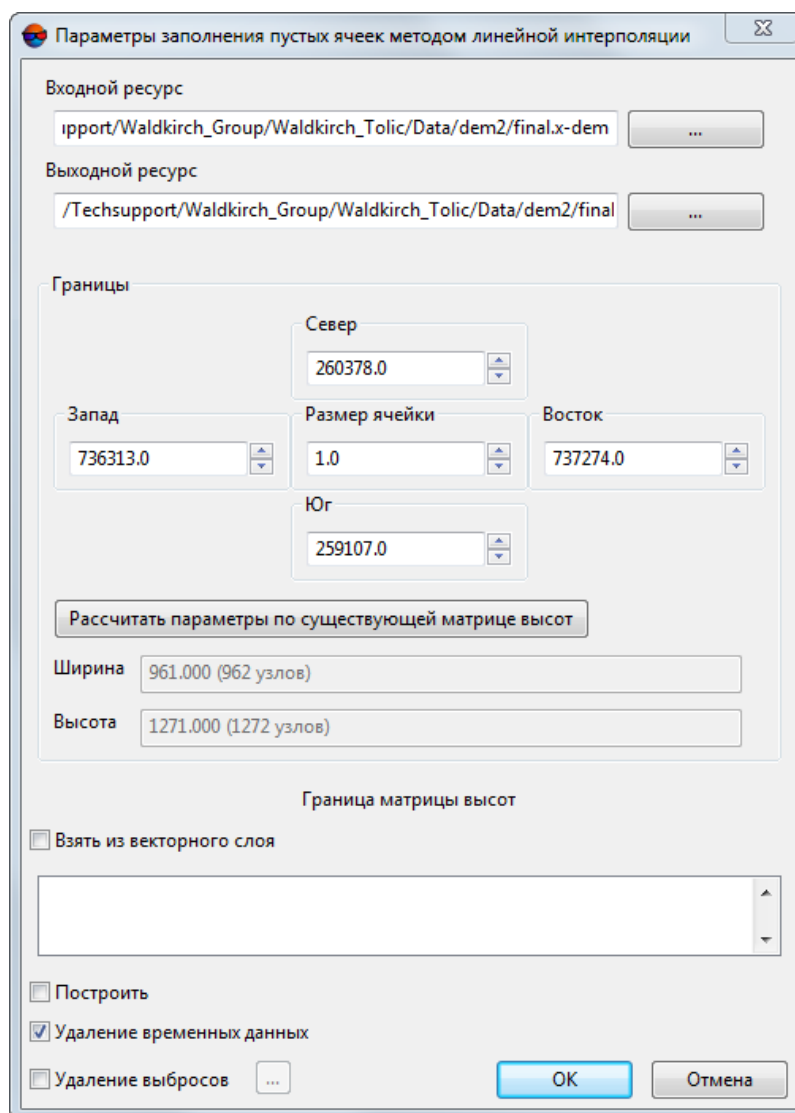 Параметры заполнения пустых ячеек методом линейной интерполяции
Входной ресурс
ıpport/Waldkirch_Group/Waldkirch_Tolic/Data/dem2/final.x-dem ...
Выходной ресурс
/Techsupport/Waldkirch_Group/Waldkirch_Tolic/Data/dem2/final ...
Границы
Север
260378.0
Запад Размер ячейки Восток
736313.0 1.0 737274.0
Юг
259107.0
Рассчитать параметры по существующей матрице высот
Ширина 961.000 (962 узлов)
Высота 1271.000 (1272 узлов)
Граница матрицы высот
Взять из векторного слоя
Построить
Удаление временных данных
Удаление выбросов ... OK Отмена